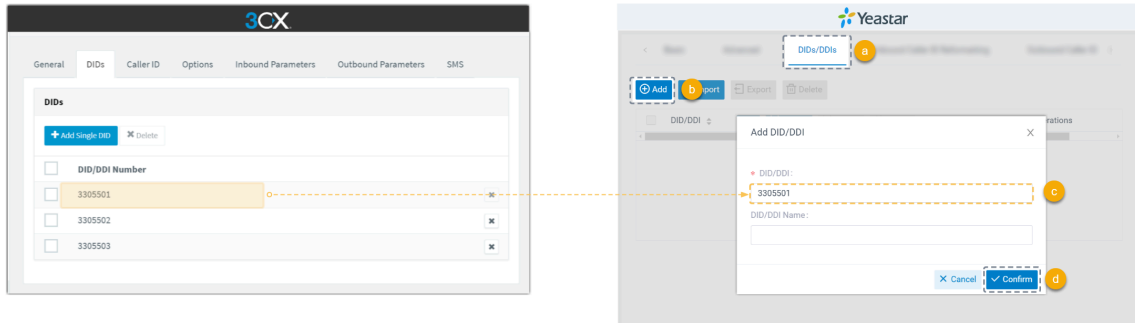 3CX
General DIDs Caller ID Options Inbound Parameters Outbound Parameters SMS
DIDs
Add Single DID Delete
DID/DDI Number
3305501
3305502
3305503
Yeastar
DIDs/DDIs a
Add b Export Delete
DID/DDI
Add DID/DDI
DID/DDI:
3305501 c
DID/DDI Name:
Cancel Confirm d